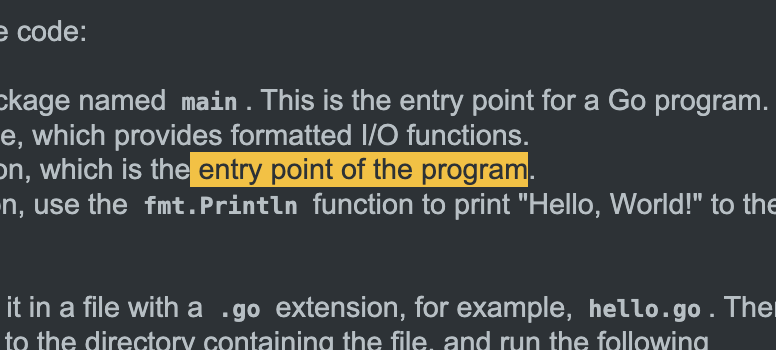 e code:
ckage named main. This is the entry point for a Go program.
e, which provides formatted I/O functions.
on, which is the entry point of the program.
n, use the fmt.Println function to print "Hello, World!" to the
it in a file with a .go extension, for example, hello.go. Then
to the directory containing the file, and run the following